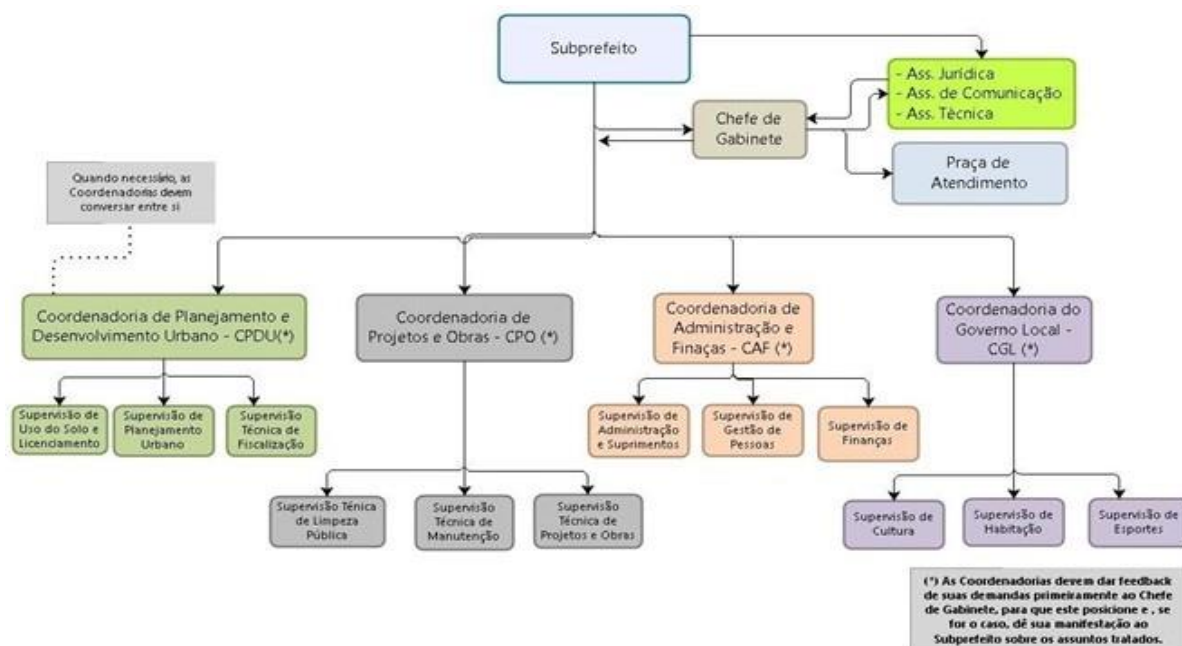 Subprefeito
- Ass. Jurídica
- Ass. de Comunicação
- Ass. Técnica
Chefe de
Gabinete
Praça de
Atendimento
Quando necessário, as
Coordenadorias devem
conversar entre si
Coordenadoria de Planejamento e
Desenvolvimento Urbano - CPDU(*)
Coordenadoria de
Projetos e Obras - CPO (*)
Coordenadoria de
Administração e
Finaças - CAF (*)
Coordenadoria do
Governo Local -
CGL (*)
Supervisão de
Uso do Solo e
Licenciamento
Supervisão de
Planejamento
Urbano
Supervisão
Técnica de
Fiscalização
Supervisão de
Administração
e Suprimentos
Supervisão de
Gestão de
Pessoas
Supervisão de
Finanças
Supervisão Ténica
de Limpeza
Pública
Supervisão
Técnica de
Manutenção
Supervisão
Técnica de
Projetos e Obras
Supervisão de
Cultura
Supervisão de
Habitação
Supervisão de
Esportes
(*) As Coordenadorias devem dar feedback
de suas demandas primeiramente ao Chefe
de Gabinete, para que este posicione e , se
for o caso, dê sua manifestação ao
Subprefeito sobre os assuntos tratados.